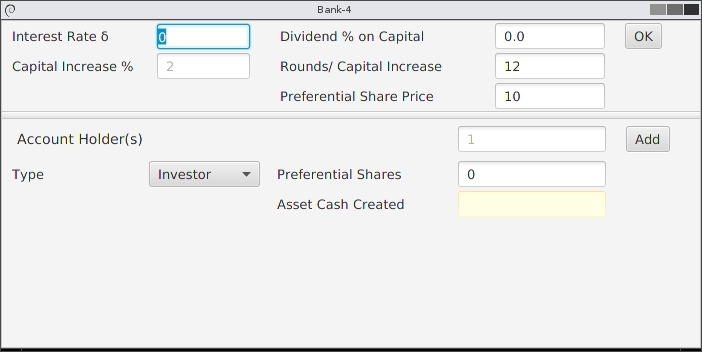 Bank-4
Interest Rate δ 0 Dividend % on Capital 0.0 OK
Capital Increase % 2 Rounds/ Capital Increase 12
Preferential Share Price 10
Account Holder(s) 1 Add
Type Investor Preferential Shares 0
Asset Cash Created